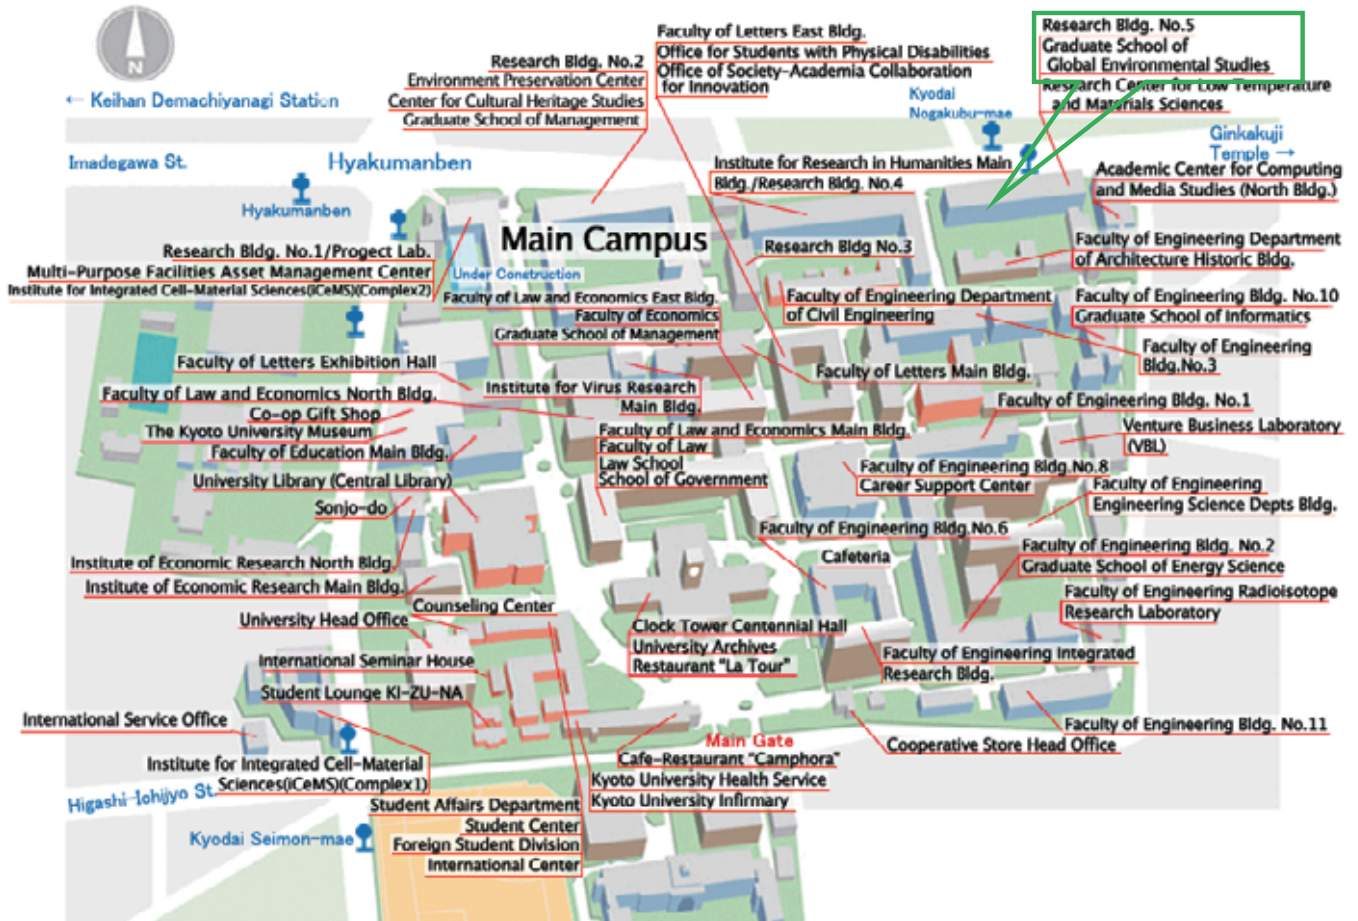 N
← Keihan Demachiyanagi Station
Imadegawa St.
Hyakumanben
Hyakumanben
Research Bldg. No.2
Environment Preservation Center
Center for Cultural Heritage Studies
Graduate School of Management
Faculty of Letters East Bldg.
Office for Students with Physical Disabilities
Office of Society-Academia Collaboration
for Innovation
Kyodai
Nogakubu-mae
Research Bldg. No.5
Graduate School of
Global Environmental Studies
Research Center for Low Temperature
and Materials Sciences
Ginkakuji
Temple →
Institute for Research in Humanities Main
Bldg./Research Bldg. No.4
Academic Center for Computing
and Media Studies (North Bldg.)
Main Campus
Research Bldg No.3
Faculty of Engineering Department
of Architecture Historic Bldg.
Research Bldg. No.1/Progect Lab.
Multi-Purpose Facilities Asset Management Center
Institute for Integrated Cell-Material Sciences(iCeMS)(Complex2)
Under Construction
Faculty of Law and Economics East Bldg.
Faculty of Economics
Graduate School of Management
Faculty of Engineering Department
of Civil Engineering
Faculty of Engineering Bldg. No.10
Graduate School of Informatics
Faculty of Engineering
Bldg.No.3
Faculty of Letters Exhibition Hall
Faculty of Letters Main Bldg.
Institute for Virus Research
Main Bldg.
Faculty of Law and Economics North Bldg.
Co-op Gift Shop
The Kyoto University Museum
Faculty of Education Main Bldg.
University Library (Central Library)
Sonjo-do
Faculty of Engineering Bldg. No.1
Venture Business Laboratory
(VBL)
Faculty of Law and Economics Main Bldg.
Faculty of Law
Law School
School of Government
Faculty of Engineering Bldg.No.8
Career Support Center
Faculty of Engineering
Engineering Science Depts Bldg.
Faculty of Engineering Bldg.No.6
Cafeteria
Faculty of Engineering Bldg. No.2
Graduate School of Energy Science
Faculty of Engineering Radioisotope
Research Laboratory
Institute of Economic Research North Bldg.
Institute of Economic Research Main Bldg.
Counseling Center
University Head Office
International Seminar House
Student Lounge KI-ZU-NA
Clock Tower Centennial Hall
University Archives
Restaurant "La Tour"
Faculty of Engineering Integrated
Research Bldg.
International Service Office
Faculty of Engineering Bldg. No.11
Main Gate
Cooperative Store Head Office
Cafe-Restaurant "Camphora"
Institute for Integrated Cell-Material
Sciences(iCeMS)(Complex1)
Kyoto University Health Service
Kyoto University Infirmary
Higashi-Iohijyo St.
Student Affairs Department
Student Center
Foreign Student Division
International Center
Kyodai Seimon-mae